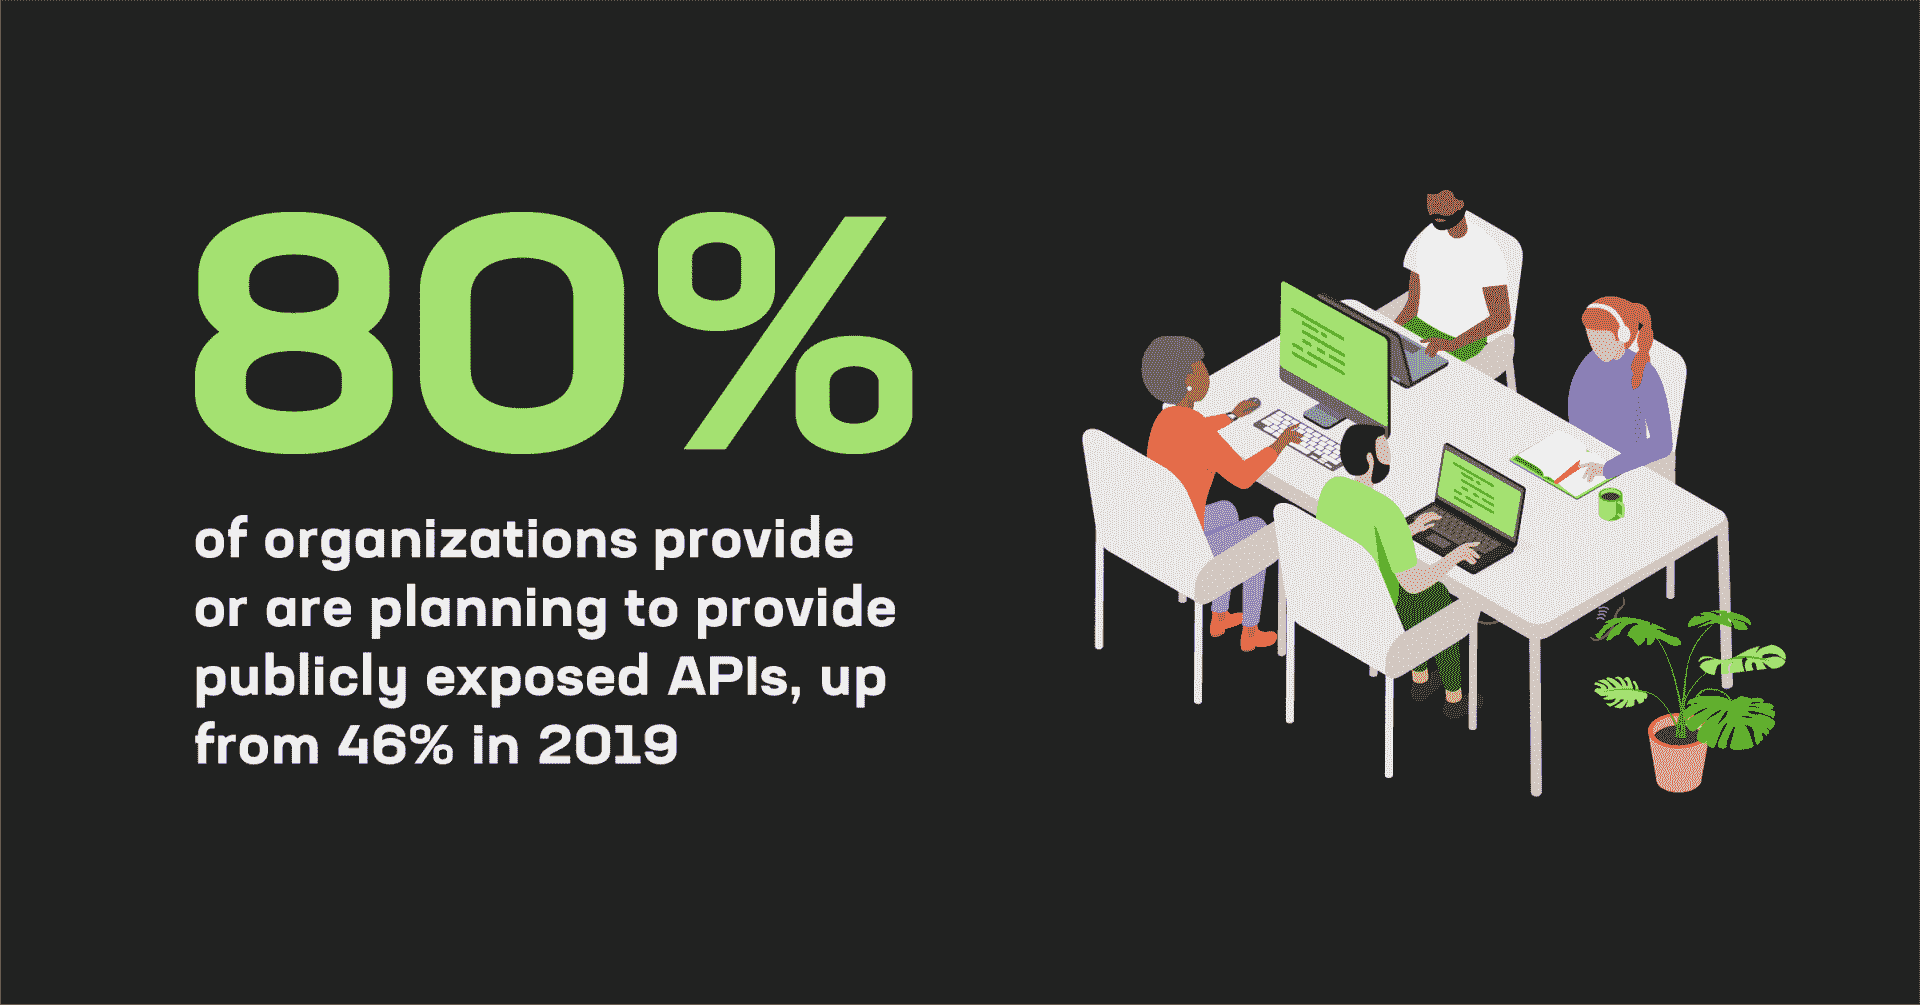 80%
of organizations provide
or are planning to provide
publicly exposed APIs, up
from 46% in 2019